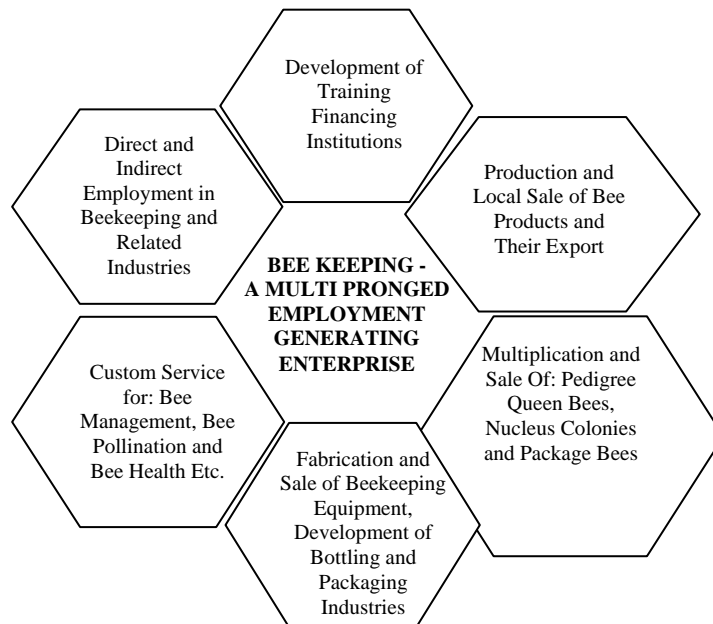 Development of
Training
Financing
Institutions
Direct and
Indirect
Employment in
Beekeeping and
Related
Industries
Production and
Local Sale of Bee
Products and
Their Export
BEE KEEPING -
A MULTI PRONGED
EMPLOYMENT
GENERATING
ENTERPRISE
Custom Service
for: Bee
Management, Bee
Pollination and
Bee Health Etc.
Multiplication and
Sale Of: Pedigree
Queen Bees,
Nucleus Colonies
and Package Bees
Fabrication and
Sale of Beekeeping
Equipment,
Development of
Bottling and
Packaging
Industries